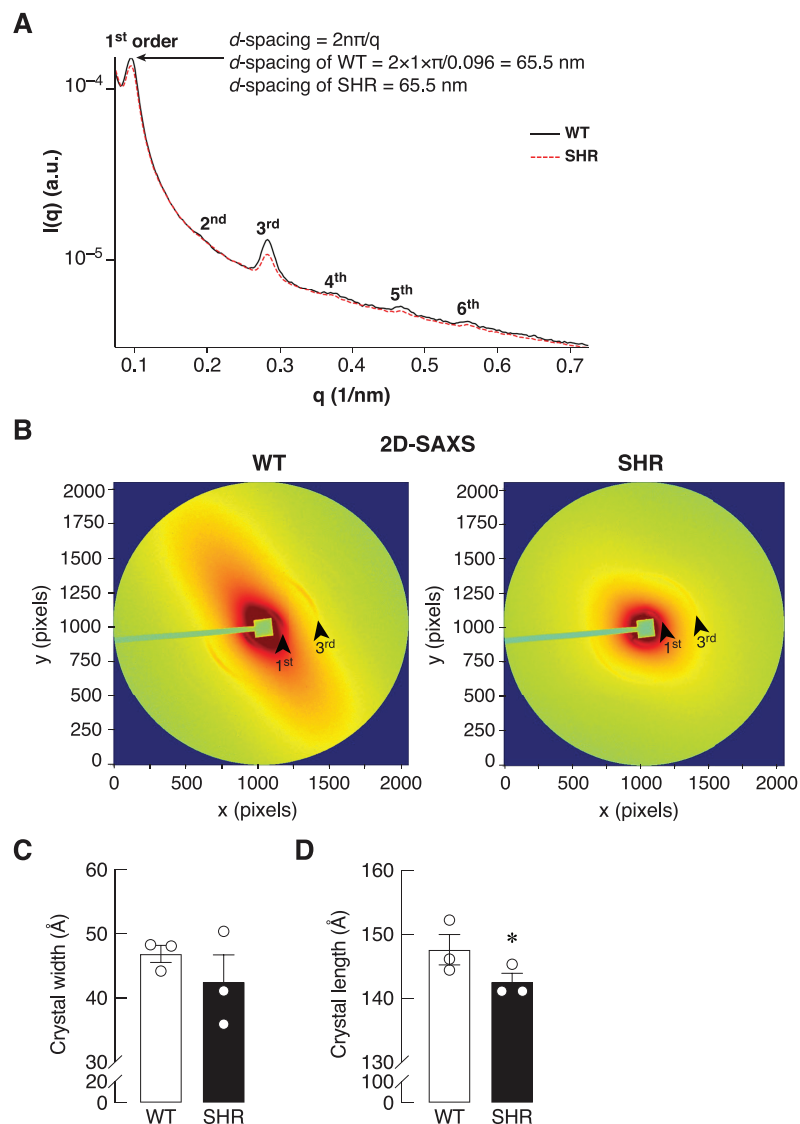 A
1st order
d-spacing = 2nπ/q
d-spacing of WT = 2×1×π/0.096 = 65.5 nm
d-spacing of SHR = 65.5 nm
10–4
WT
SHR
I(q) (a.u.)
2nd
3rd
10–5
4th
5th
6th
0.1 0.2 0.3 0.4 0.5 0.6 0.7
q (1/nm)
B
2D-SAXS
WT SHR
2000
1750
1500
1250
1000
750
500
250
0
y (pixels)
1st
3rd
0 500 1000 1500 2000
x (pixels)
2000
1750
1500
1250
1000
750
500
250
0
y (pixels)
1st
3rd
0 500 1000 1500 2000
x (pixels)
C
60
50
40
30
20
0
Crystal width (Å)
WT SHR
D
160
150
140
130
100
0
Crystal length (Å)
*
WT SHR